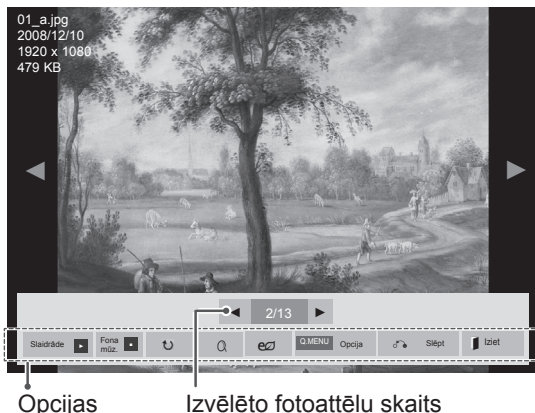 01_a.jpg
2008/12/10
1920 x 1080
479 KB
2/13
Slaidrāde
Fona
mūz.
Q.MENU
Opcija
Slēpt
Iziet
Opcijas
Izvēlēto fotoattēlu skaits